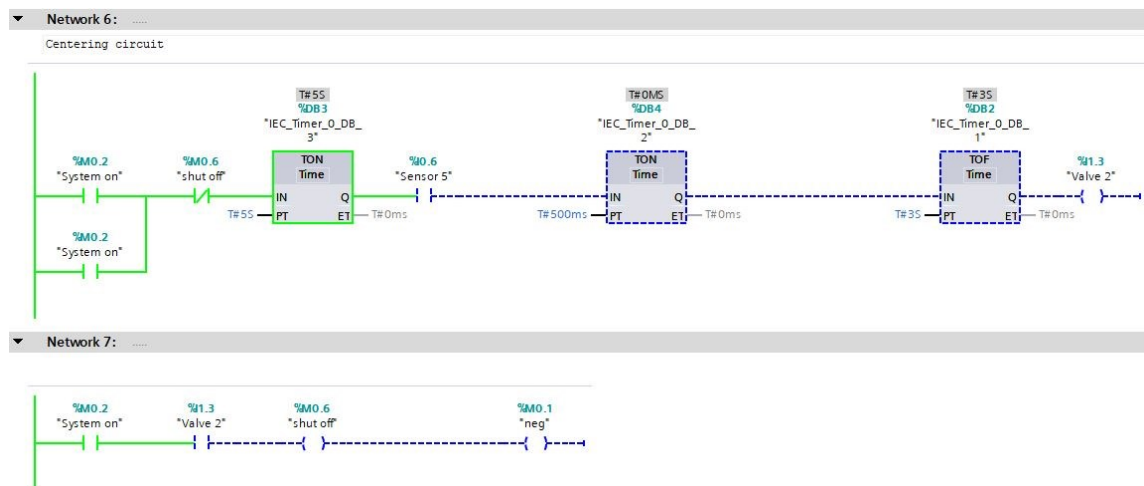 Network 6: .....
Centering circuit
T#5S T#0MS T#3S
%DB3 %DB4 %DB2
"IEC_Timer_0_DB_ "IEC_Timer_0_DB_ "IEC_Timer_0_DB_
3" 2" 1"
%M0.2 %M0.6 TON %I0.6 TON TOF %I1.3
"System on" "shut off" Time "Sensor 5" Time Time "Valve 2"
IN Q IN Q IN Q
T#5S PT ET T#0ms T#500ms PT ET T#0ms T#3S PT ET T#0ms
%M0.2
"System on"
Network 7: .....
%M0.2 %I1.3 %M0.6 %M0.1
"System on" "Valve 2" "shut off" "neg"